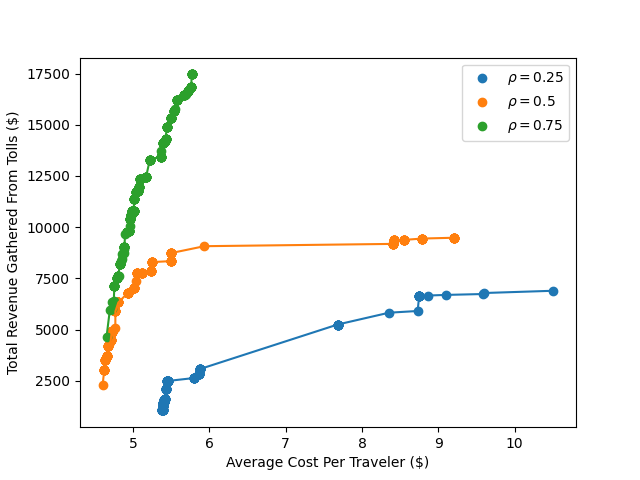 17500
15000
12500
10000
7500
5000
2500
Total Revenue Gathered From Tolls ($)
ρ = 0.25
ρ = 0.5
ρ = 0.75
5 6 7 8 9 10
Average Cost Per Traveler ($)